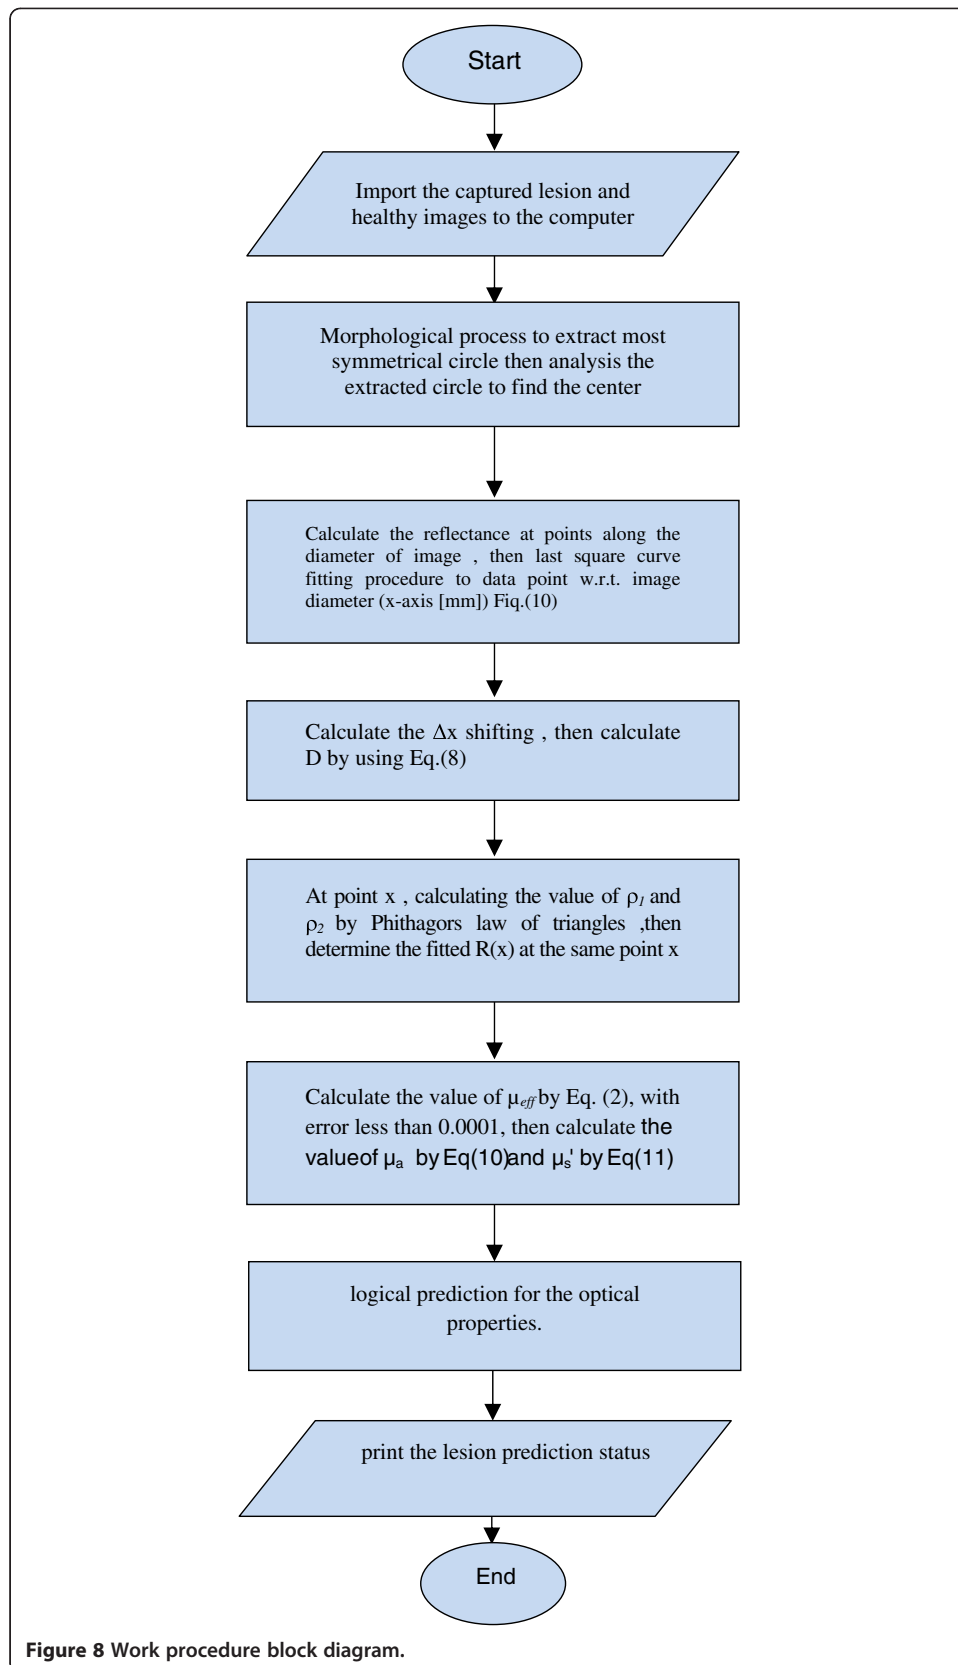 Start
Import the captured lesion and
healthy images to the computer
Morphological process to extract most
symmetrical circle then analysis the
extracted circle to find the center
Calculate the reflectance at points along the
diameter of image , then last square curve
fitting procedure to data point w.r.t. image
diameter (x-axis [mm]) Fiq.(10)
Calculate the Δx shifting , then calculate
D by using Eq.(8)
At point x , calculating the value of ρ1 and
ρ2 by Phithagors law of triangles ,then
determine the fitted R(x) at the same point x
Calculate the value of μeff by Eq. (2), with
error less than 0.0001, then calculate the
valueof μa by Eq(10)and μs' by Eq(11)
logical prediction for the optical
properties.
print the lesion prediction status
End
Figure 8 Work procedure block diagram.